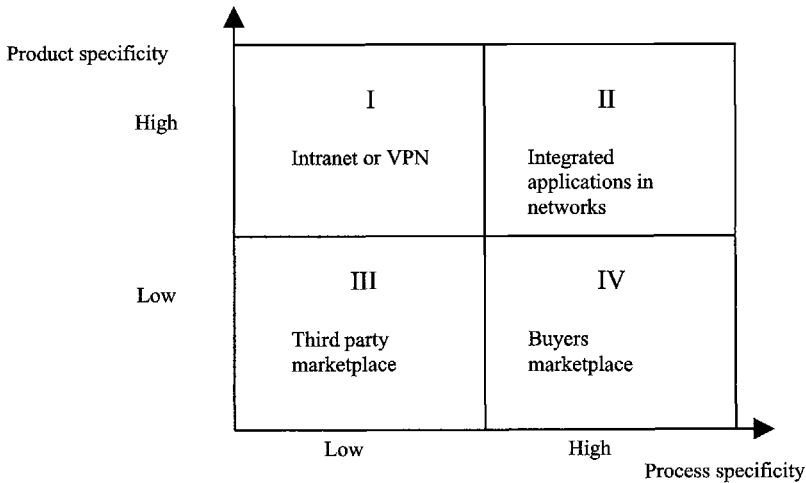 Product specificity
High
I
II
Intranet or VPN
Integrated
applications in
networks
Low
III
IV
Third party
marketplace
Buyers
marketplace
Low
High
Process specificity